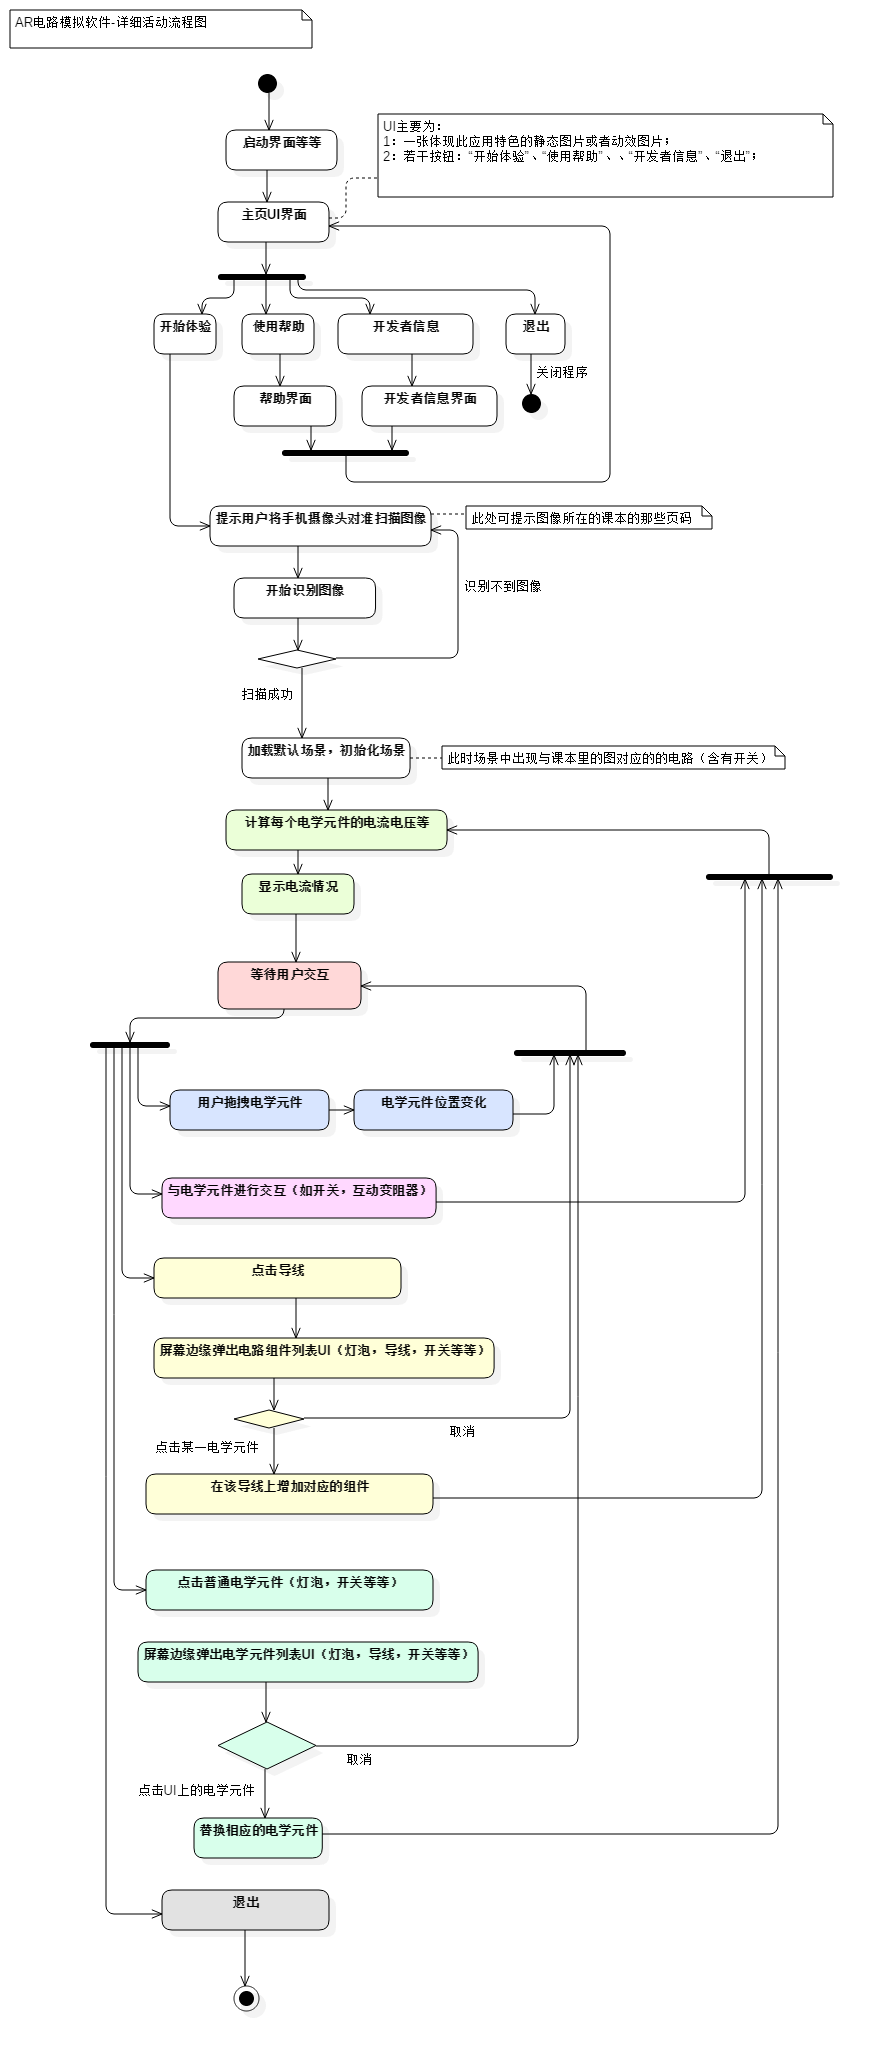 AR电路模拟软件-详细活动流程图
启动界面等等
UI主要为：
1：一张体现此应用特色的静态图片或者动效图片；
2：若干按钮：“开始体验”、“使用帮助”、、“开发者信息”、“退出”；
主页UI界面
开始体验
使用帮助
开发者信息
退出
关闭程序
帮助界面
开发者信息界面
提示用户将手机摄像头对准扫描图像
此处可提示图像所在的课本的那些页码
开始识别图像
识别不到图像
扫描成功
加载默认场景，初始化场景
此时场景中出现与课本里的图对应的的电路（含有开关）
计算每个电学元件的电流电压等
显示电流情况
等待用户交互
用户拖拽电学元件
电学元件位置变化
与电学元件进行交互（如开关，互动变阻器）
点击导线
屏幕边缘弹出电路组件列表UI（灯泡，导线，开关等等）
取消
点击某一电学元件
在该导线上增加对应的组件
点击普通电学元件（灯泡，开关等等）
屏幕边缘弹出电学元件列表UI（灯泡，导线，开关等等）
取消
点击UI上的电学元件
替换相应的电学元件
退出